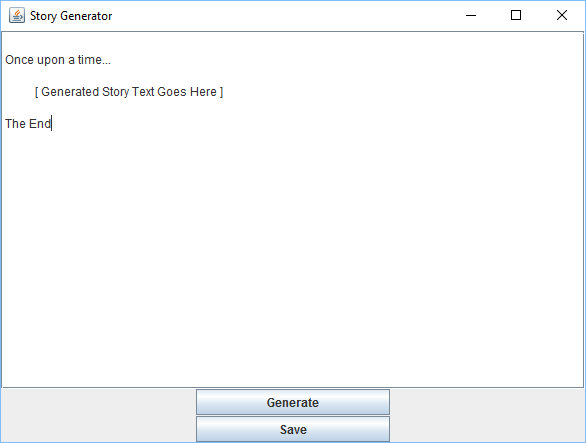 Story Generator
Once upon a time...
[ Generated Story Text Goes Here ]
The End
Generate
Save